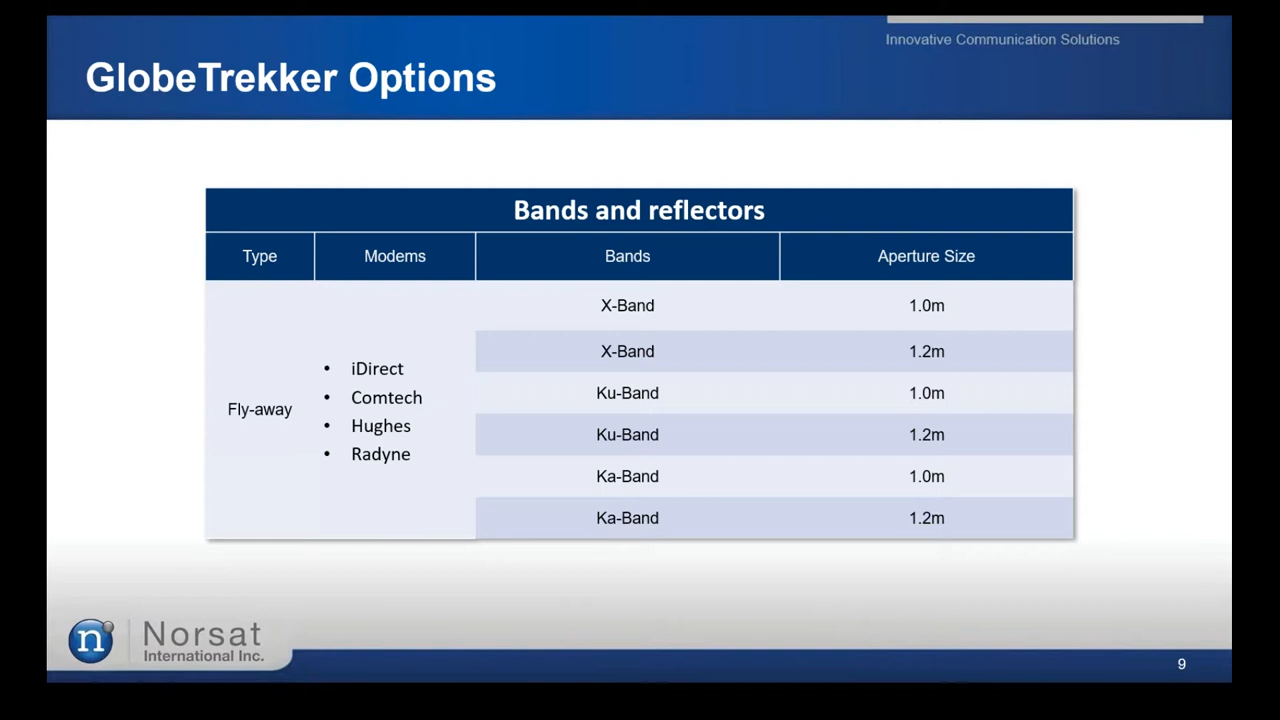 Innovative Communication Solutions
GlobeTrekker Options
Bands and reflectors
Type Modems Bands Aperture Size
X-Band 1.0m
X-Band 1.2m
• iDirect
Ku-Band 1.0m
• Comtech
Fly-away
• Hughes
Ku-Band 1.2m
• Radyne
Ka-Band 1.0m
Ka-Band 1.2m
n
Norsat
International Inc.
9